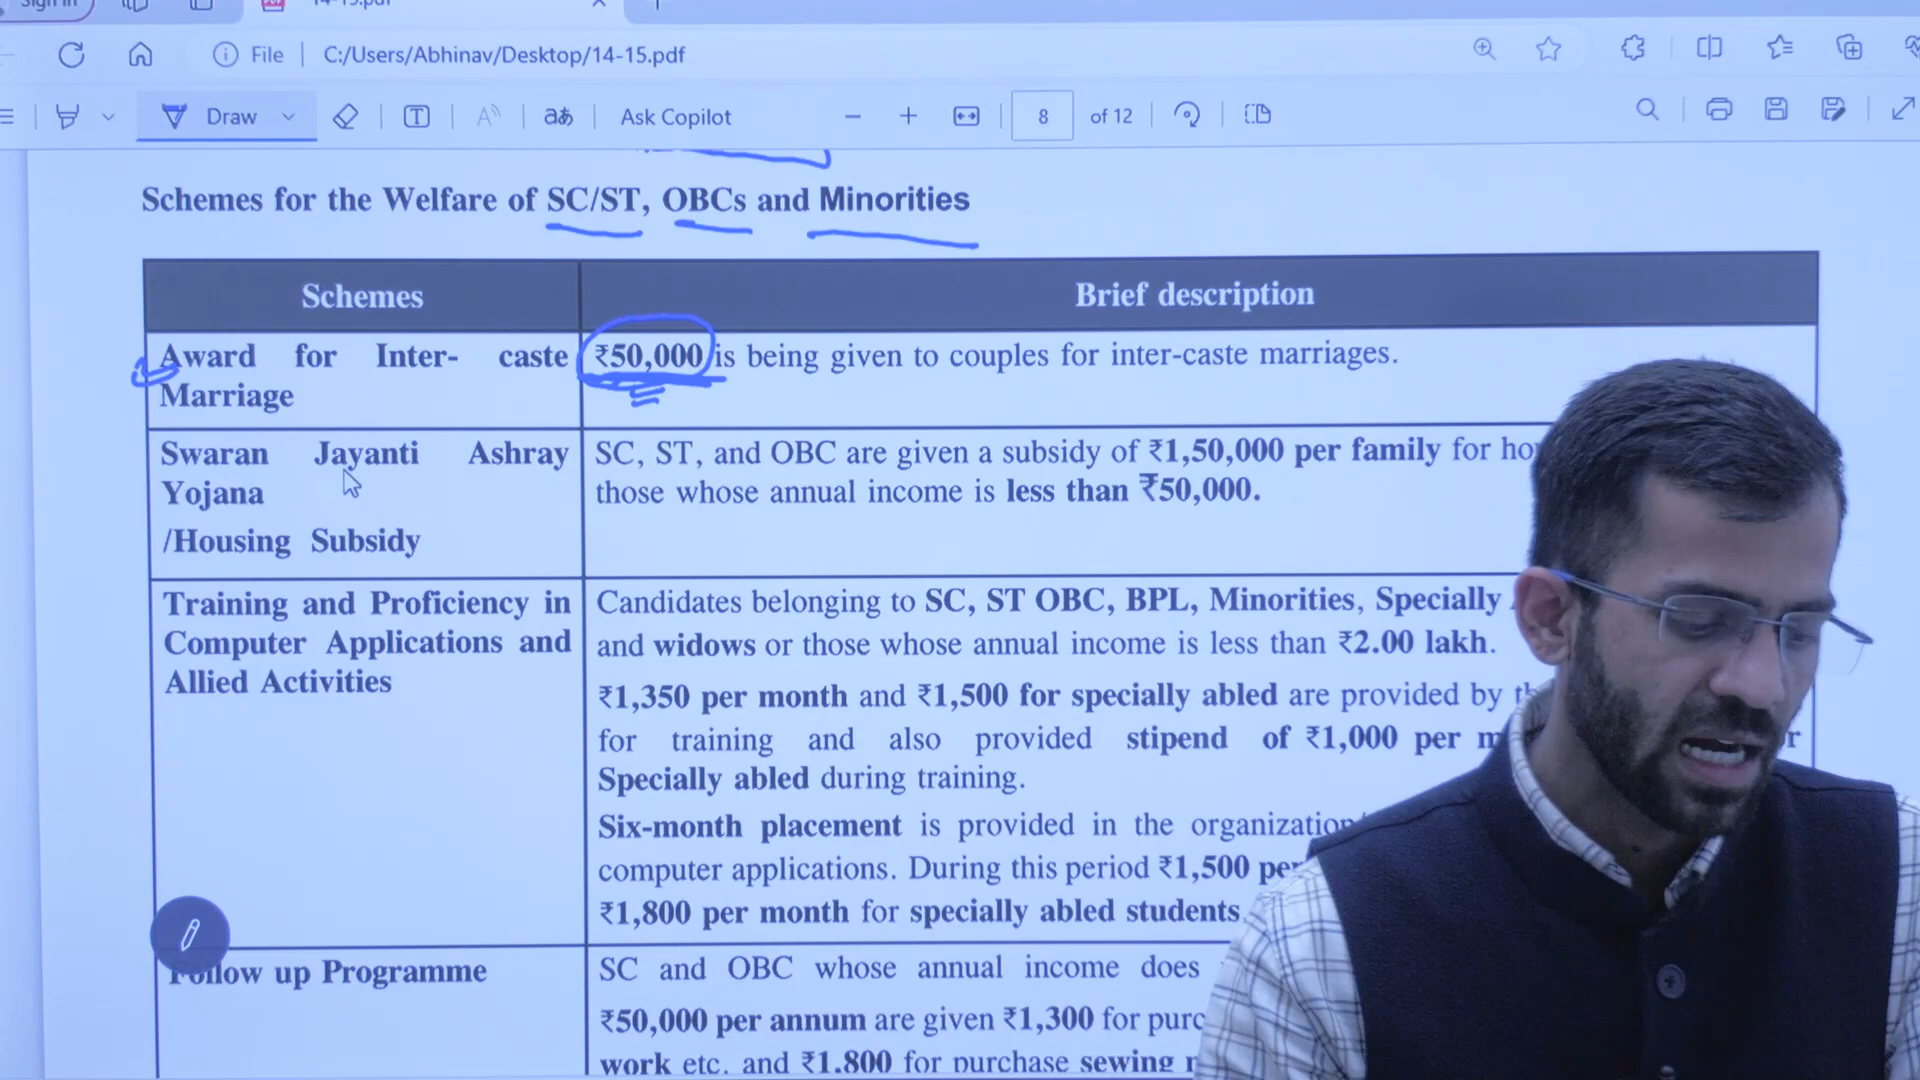 Sign in
14-15.pdf
File C:/Users/Abhinav/Desktop/14-15.pdf
Draw Ask Copilot 8 of 12
Schemes for the Welfare of SC/ST, OBCs and Minorities
Schemes Brief description
Award for Inter- caste Marriage
₹50,000 is being given to couples for inter-caste marriages.
Swaran Jayanti Ashray
Yojana
/Housing Subsidy
SC, ST, and OBC are given a subsidy of ₹1,50,000 per family for
those whose annual income is less than ₹50,000.
Training and Proficiency in
Computer Applications and
Allied Activities
Candidates belonging to SC, ST OBC, BPL, Minorities, Specially
and widows or those whose annual income is less than ₹2.00 lakh.
₹1,350 per month and ₹1,500 for specially abled are provided by
for training and also provided stipend of ₹1,000 per
Specially abled during training.
Six-month placement is provided in the
computer applications. During this period ₹1,500
₹1,800 per month for specially abled students
Follow up Programme
SC and OBC whose annual income does
₹50,000 per annum are given ₹1,300 for
work etc. and ₹1,800 for purchase sewing